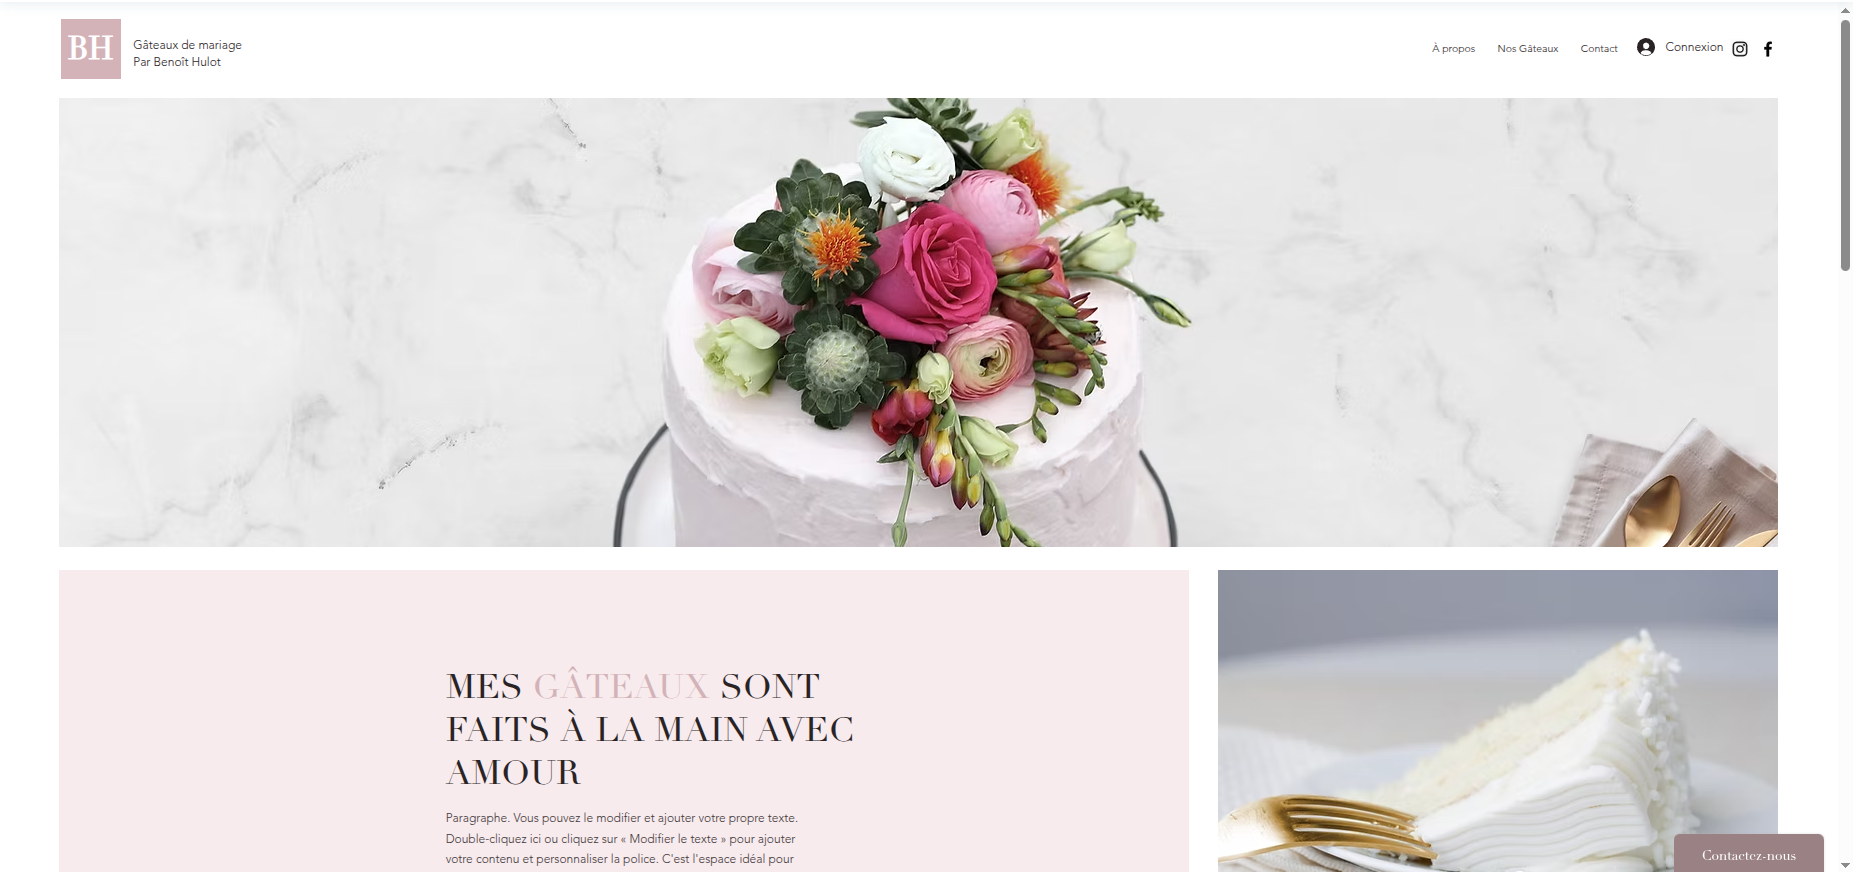 BH
Gâteaux de mariage
Par Benoît Hulot
À propos
Nos Gâteaux
Contact
Connexion
MES GÂTEAUX SONT
FAITS À LA MAIN AVEC
AMOUR
Paragraphe. Vous pouvez le modifier et ajouter votre propre texte.
Double-cliquez ici ou cliquez sur « Modifier le texte » pour ajouter
votre contenu et personnaliser la police. C'est l'espace idéal pour
Contactez-nous